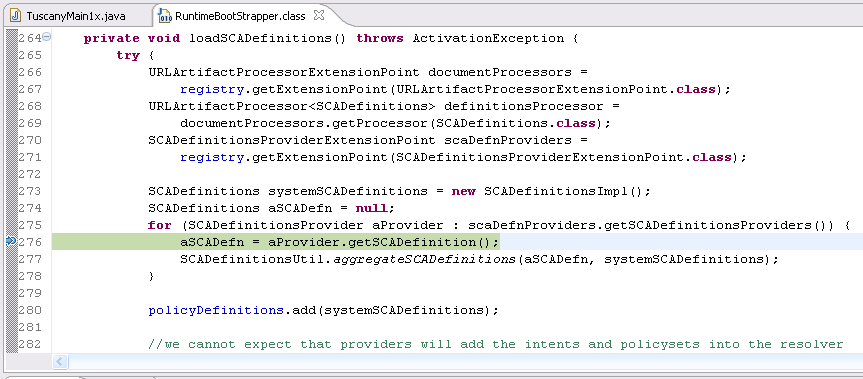 TuscanyMain1x.java
RuntimeBootStrapper.class
264 private void loadSCADefinitions() throws ActivationException {
265 try {
266 URLArtifactProcessorExtensionPoint documentProcessors =
267 registry.getExtensionPoint(URLArtifactProcessorExtensionPoint.class);
268 URLArtifactProcessor<SCADefinitions> definitionsProcessor =
269 documentProcessors.getProcessor(SCADefinitions.class);
270 SCADefinitionsProviderExtensionPoint scaDefnProviders =
271 registry.getExtensionPoint(SCADefinitionsProviderExtensionPoint.class);
272
273 SCADefinitions systemSCADefinitions = new SCADefinitionsImpl();
274 SCADefinitions aSCADefn = null;
275 for (SCADefinitionsProvider aProvider : scaDefnProviders.getSCADefinitionsProviders()) {
276 aSCADefn = aProvider.getSCADefinition();
277 SCADefinitionsUtil.aggregateSCADefinitions(aSCADefn, systemSCADefinitions);
278 }
279
280 policyDefinitions.add(systemSCADefinitions);
281
282 //we cannot expect that providers will add the intents and policysets into the resolver